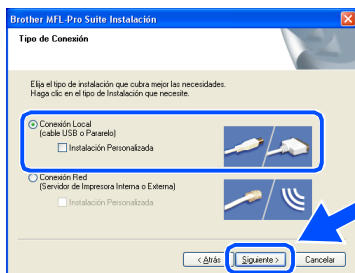 Brother MFL-Pro Suite Instalación
Tipo de Conexión
Elija el tipo de instalación que cubra mejor las necesidades.
Haga clic en el tipo de Instalación que necesite.
Conexión Local
(cable USB o Pararelo)
Instalación Personalizada
Conexión Red
(Servidor de Impresora Interna o Externa)
Instalación Personalizada
< Atrás Siguiente > Cancelar